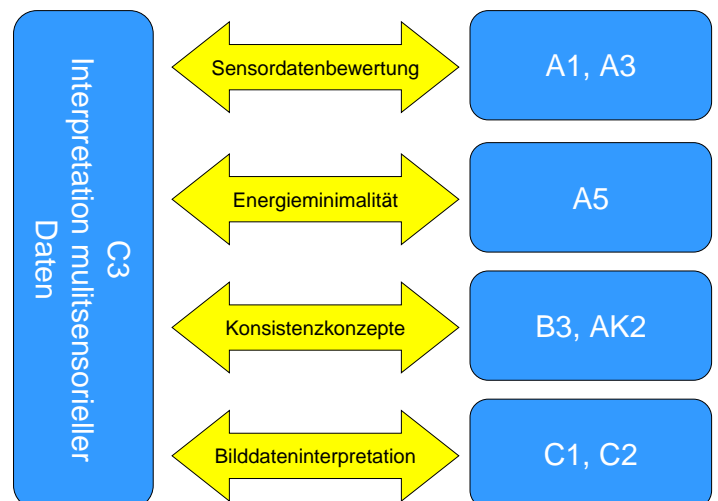 C3
Interpretation mulitsensorieller
Daten
Sensordatenbewertung
A1, A3
Energieminimalität
A5
Konsistenzkonzepte
B3, AK2
Bilddateninterpretation
C1, C2